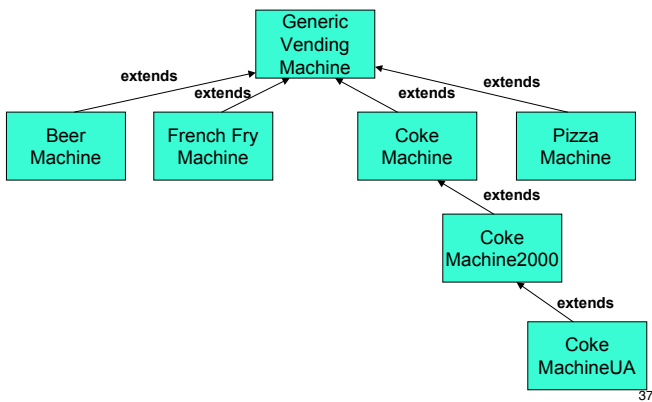 Generic
Vending
Machine
extends
extends
extends
extends
Beer
Machine
French Fry
Machine
Coke
Machine
Pizza
Machine
extends
Coke
Machine2000
extends
Coke
MachineUA
37